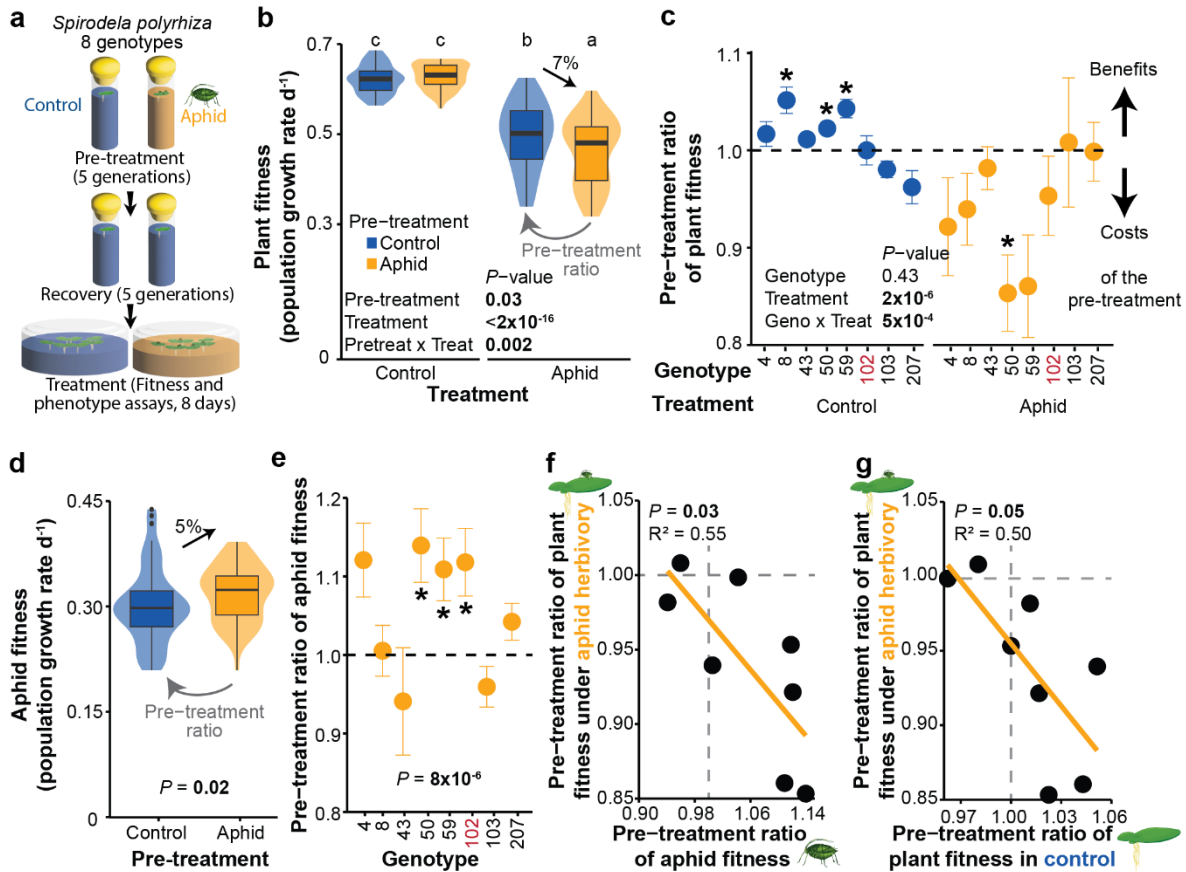 a
Spirodela polyrhiza
8 genotypes
Control
Aphid
Pre-treatment
(5 generations)
Recovery (5 generations)
Treatment (Fitness and
phenotype assays, 8 days)
b
Plant fitness
(population growth rate d⁻¹)
0.7
0.5
0.3
0
c c b a
7%
Pre−treatment
Control
Aphid
Pre−treatment
ratio
P−value
Pre-treatment 0.03
Treatment <2x10⁻¹⁶
Pretreat x Treat 0.002
Control Aphid
Treatment
c
Pre-treatment ratio
of plant fitness
1.1
1.0
0.9
0.8
* * * *
Benefits
Costs
of the
pre-treatment
P−value
Genotype 0.43
Treatment 2x10⁻⁶
Geno x Treat 5x10⁻⁴
Genotype 4 8 43 50 59 102 103 207 4 8 43 50 59 102 103 207
Treatment Control Aphid
d
Aphid fitness
(population growth rate d⁻¹)
0.45
0.30
0.15
0
5%
Pre−treatment
ratio
P = 0.02
Control Aphid
Pre-treatment
e
Pre−treatment ratio of aphid fitness
1.2
1.1
1.0
0.9
0.8
* * *
P = 8x10⁻⁶
4 8 43 50 59 102 103 207
Genotype
f
Pre−treatment ratio of plant
fitness under aphid herbivory
1.05
1.00
0.95
0.90
0.85
P = 0.03
R² = 0.55
0.90 0.98 1.06 1.14
Pre−treatment ratio
of aphid fitness
g
Pre−treatment ratio of plant
fitness under aphid herbivory
1.05
1.00
0.95
0.90
0.85
P = 0.05
R² = 0.50
0.97 1.00 1.03 1.06
Pre−treatment ratio of
plant fitness in control